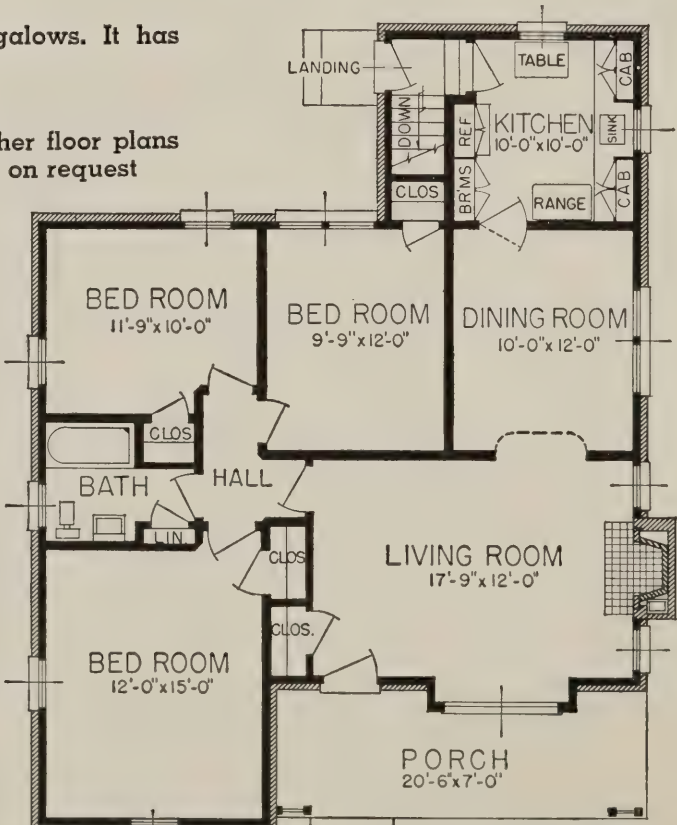 galows. It has
her floor plans
on request
LANDING
DOWN
CLOS
REF
BR'MS
TABLE
KITCHEN
10'-0"x10'-0"
RANGE
CAB
SINK
CAB
BED ROOM
11'-9"x10'-0"
CLOS
BED ROOM
9'-9"x12'-0"
DINING ROOM
10'-0"x12'-0"
BATH
LIN.
HALL
CLOS
CLOS.
LIVING ROOM
17'-9"x12'-0"
BED ROOM
12'-0"x15'-0"
PORCH
20'-6"x7'-0"